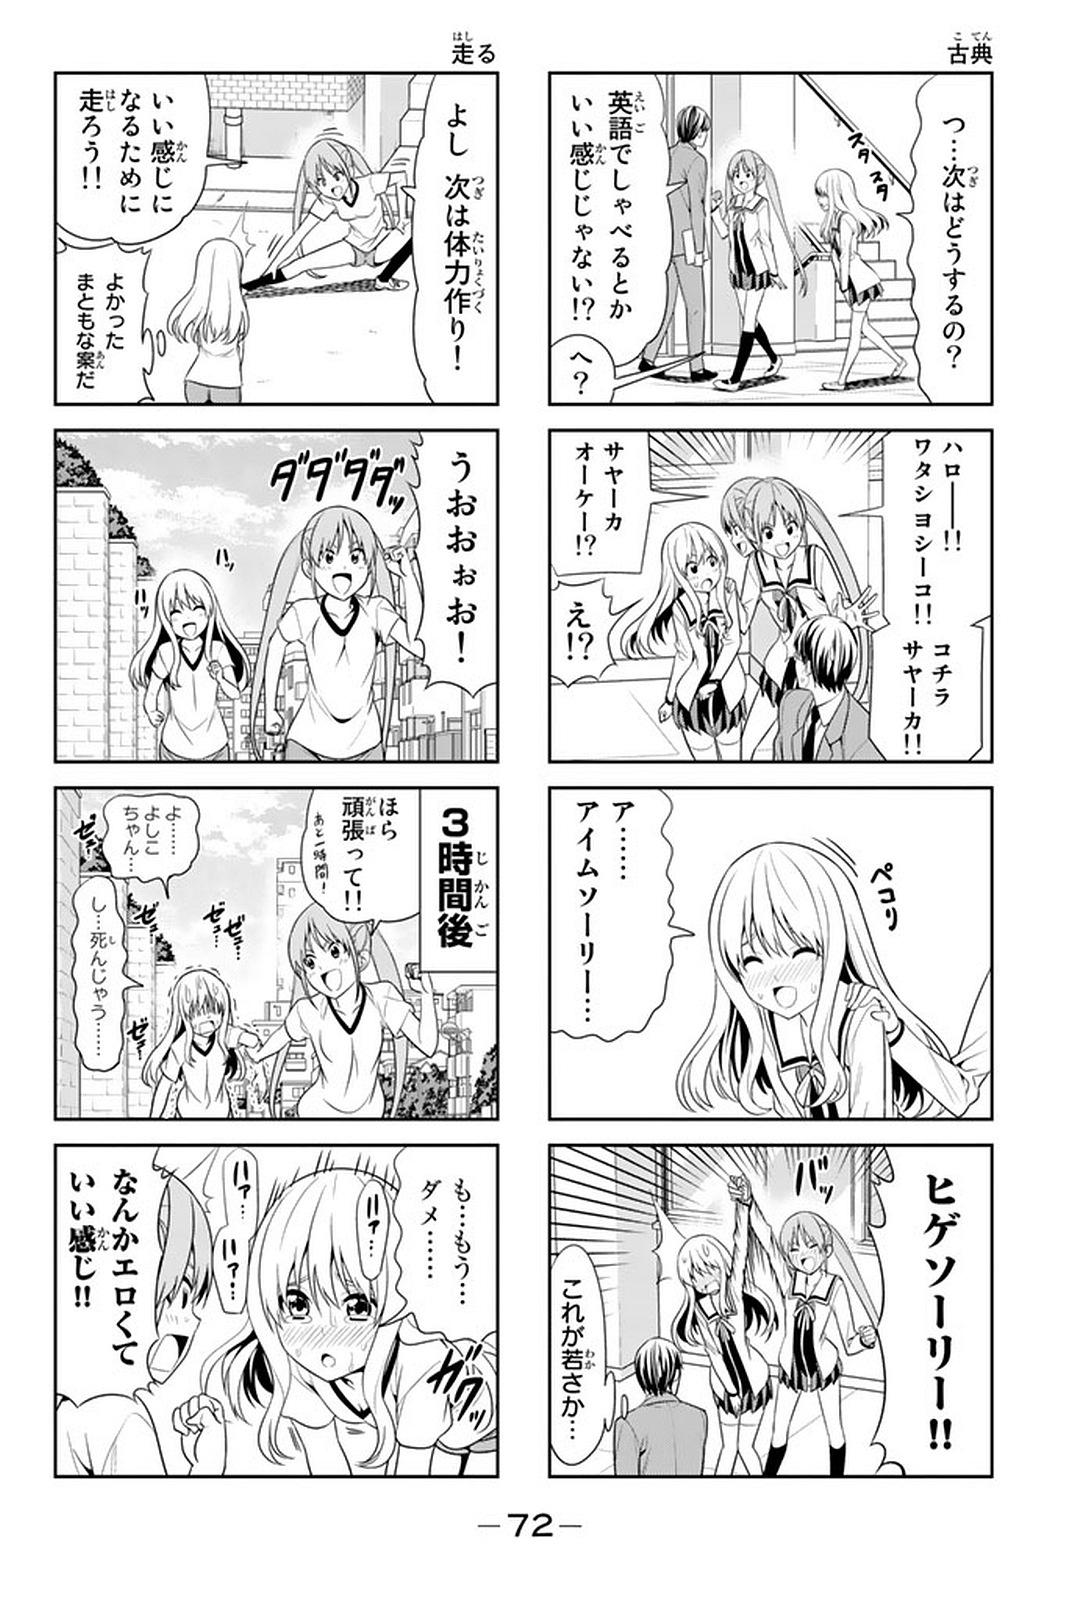 古典
つ…次はどうするの？
スタスタ
英語でしゃべるとか
いい感じじゃない!?
へ？
ハロー!!
ワタシヨシーコ!!
コチラ
サヤーカ!!
サヤーカ
オーケー!?
え!?
ペコリ
ア……
アイムソーリー…
ヒゲソーリー!!
バッ
これが若さか…
走る
よし 次は体力作り！
いい感じに
なるために
走ろう!!
よかった
まともな案だ
うおぉぉお！
ダダダダッ
ハッ
ハッ
3時間後
ほら
頑張って!!
あと一時間！
よ……
よしこ
ちゃん…
し…死んじゃう……
ゼェ…
ゼェ…
ゼェ…
ゼェ…
も…もう…
ダメ……
ハァ…
ハァ…
ハァ…
ガクッ
なんかエロくて
いい感じ!!
-72-